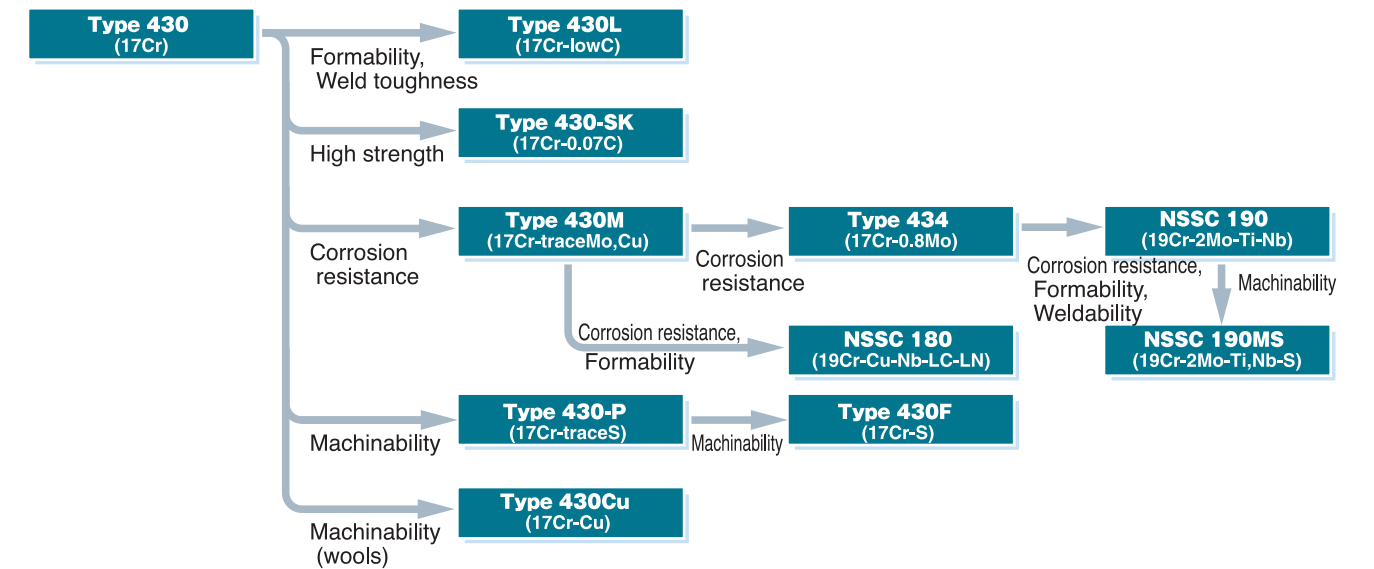 Type 430
(17Cr)
Type 430L
(17Cr-lowC)
Formability,
Weld toughness
Type 430-SK
(17Cr-0.07C)
High strength
Type 430M
(17Cr-traceMo,Cu)
Type 434
(17Cr-0.8Mo)
NSSC 190
(19Cr-2Mo-Ti-Nb)
Corrosion
resistance
Corrosion
resistance
Corrosion resistance,
Formability,
Weldability
Machinability
Corrosion resistance,
Formability
NSSC 180
(19Cr-Cu-Nb-LC-LN)
NSSC 190MS
(19Cr-2Mo-Ti,Nb-S)
Type 430-P
(17Cr-traceS)
Type 430F
(17Cr-S)
Machinability
Machinability
Type 430Cu
(17Cr-Cu)
Machinability
(wools)